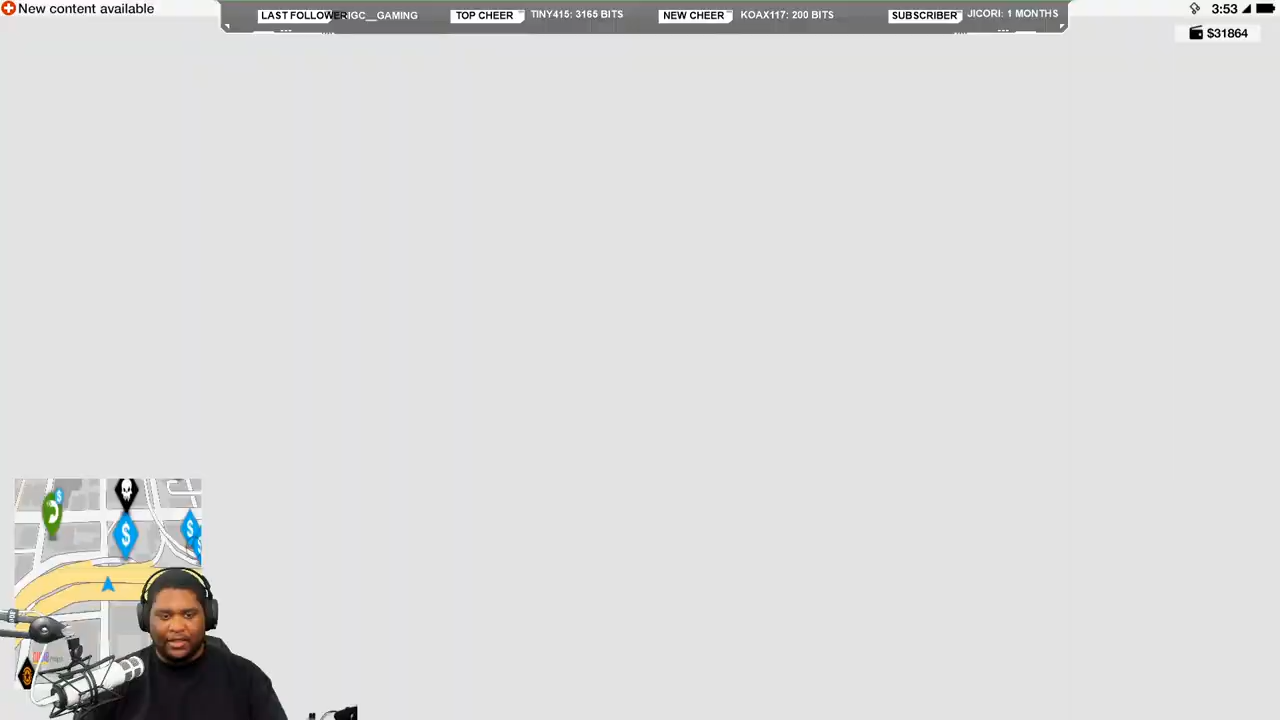 New content available
LAST FOLLOWER IGC__GAMING
TOP CHEER TINY415: 3165 BITS
NEW CHEER KOAX117: 200 BITS
SUBSCRIBER JICORI: 1 MONTHS
3:53
$31864